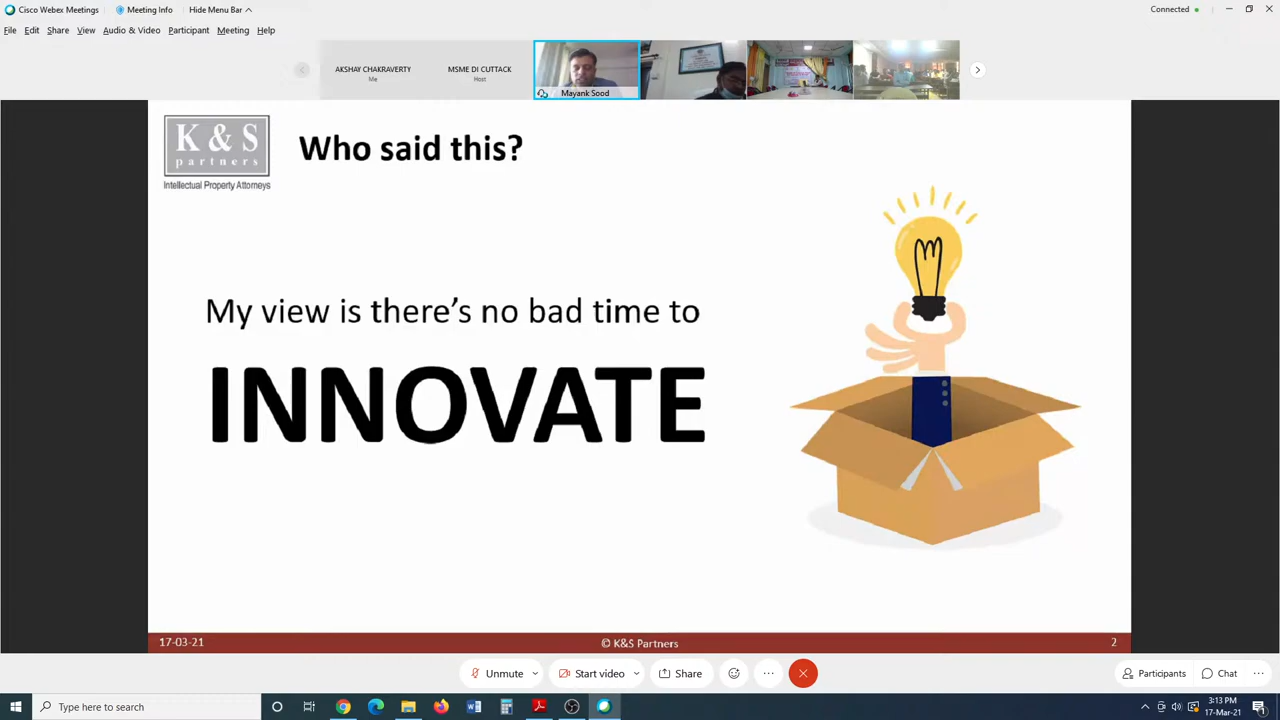 Cisco Webex Meetings
Meeting Info
Hide Menu Bar
Connected
File Edit Share View Audio & Video Participant Meeting Help
AKSHAY CHAKRAVERTY
Me
MSME DI CUTTACK
Host
Mayank Sood
K & S
partners
Intellectual Property Attorneys
Who said this?
My view is there's no bad time to
INNOVATE
17-03-21
© K&S Partners
2
Unmute
Start video
Share
Participants
Chat
Type here to search
3:13 PM
17-Mar-21